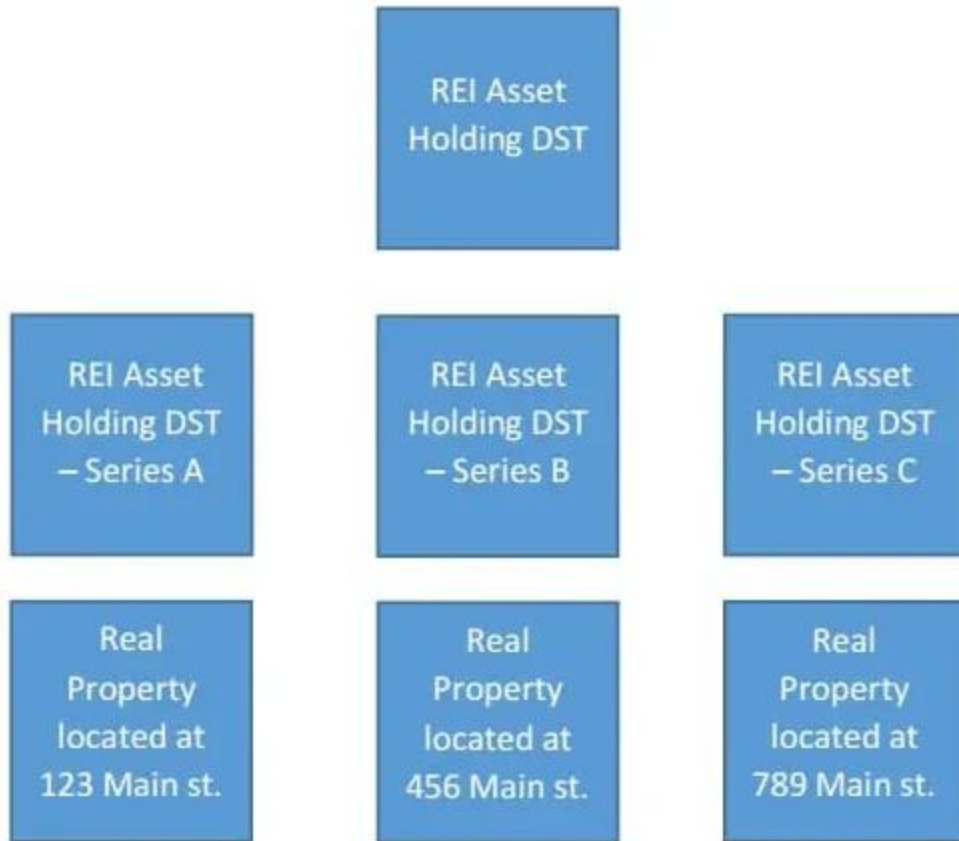 REI Asset
Holding DST
REI Asset
Holding DST
– Series A
REI Asset
Holding DST
– Series B
REI Asset
Holding DST
– Series C
Real
Property
located at
123 Main st.
Real
Property
located at
456 Main st.
Real
Property
located at
789 Main st.